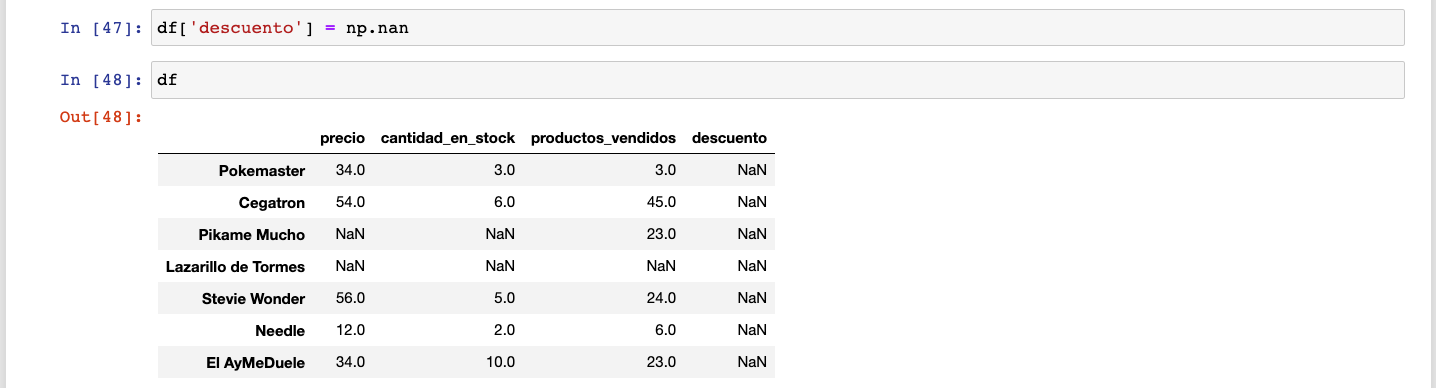 In [47]: df['descuento'] = np.nan
In [48]: df
Out[48]:
precio cantidad_en_stock productos_vendidos descuento
Pokemaster 34.0 3.0 3.0 NaN
Cegatron 54.0 6.0 45.0 NaN
Pikame Mucho NaN NaN 23.0 NaN
Lazarillo de Tormes NaN NaN NaN NaN
Stevie Wonder 56.0 5.0 24.0 NaN
Needle 12.0 2.0 6.0 NaN
El AyMeDuele 34.0 10.0 23.0 NaN